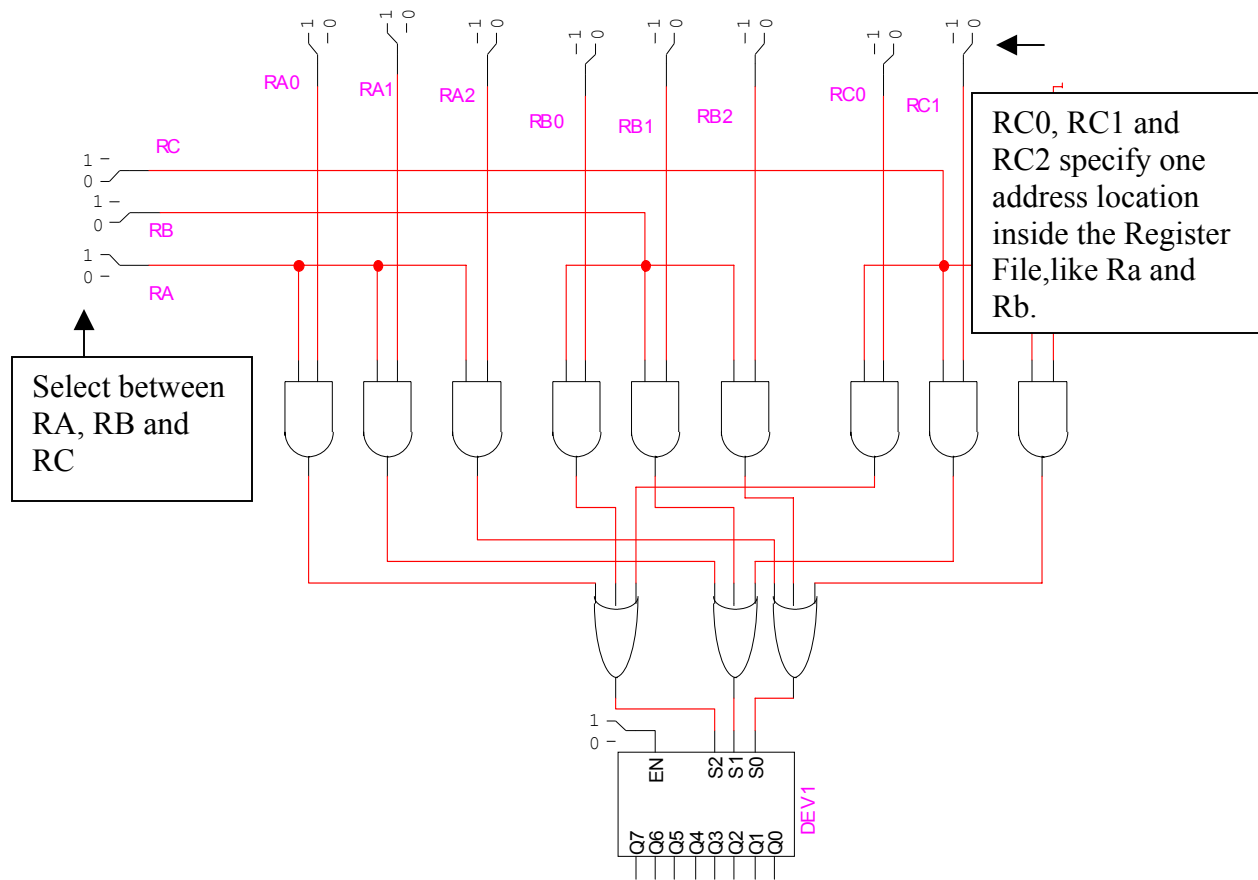 1 0 1 0 1 0 1 0 1 0 1 0 1 0 1 0
RA0 RA1 RA2 RB0 RB1 RB2 RC0 RC1
RC0, RC1 and
RC2 specify one
address location
inside the Register
File,like Ra and
Rb.
RC
1
0
1
0
RB
1
0
RA
Select between
RA, RB and
RC
1
0
EN S2 S1 S0
DEV1
Q7 Q6 Q5 Q4 Q3 Q2 Q1 Q0